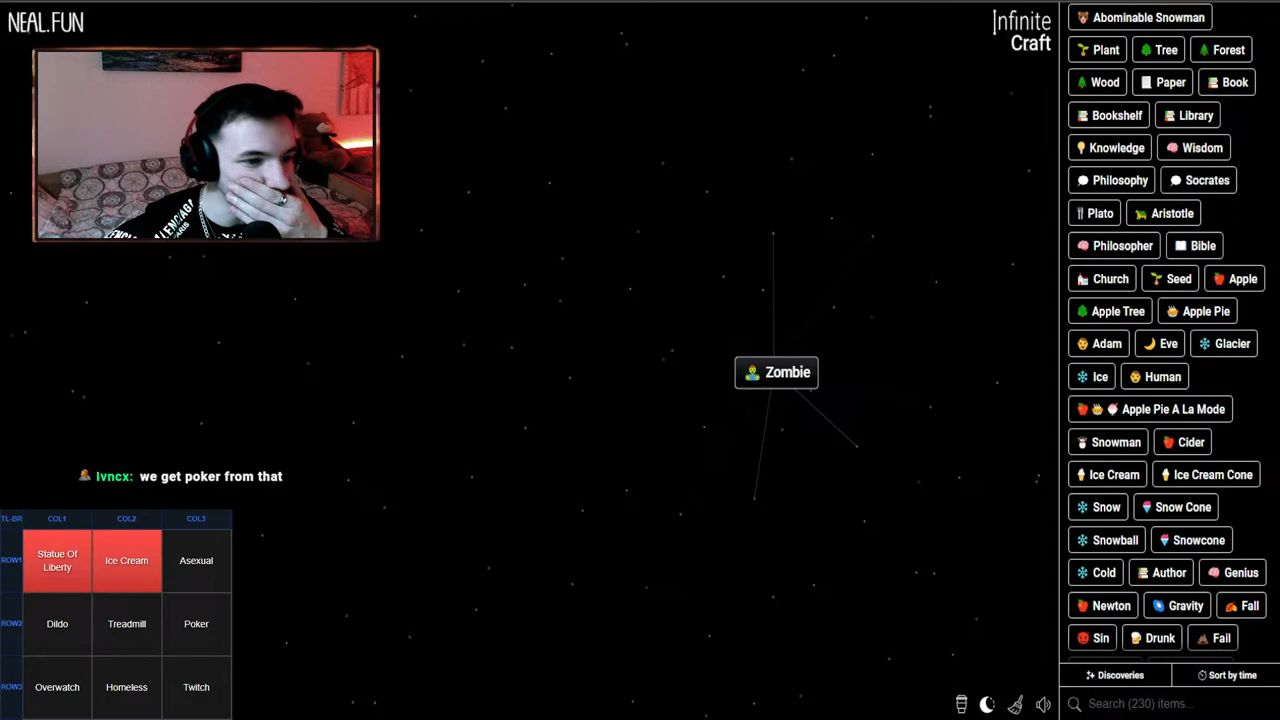 NEAL.FUN
Infinite
Craft
Abominable Snowman
Plant Tree Forest
Wood Paper Book
Bookshelf Library
Knowledge Wisdom
Philosophy Socrates
Plato Aristotle
Philosopher Bible
Church Seed Apple
Apple Tree Apple Pie
Adam Eve Glacier
Ice Human
Apple Pie A La Mode
Snowman Cider
Ice Cream Ice Cream Cone
Snow Snow Cone
Snowball Snowcone
Cold Author Genius
Newton Gravity Fall
Sin Drunk Fail
Discoveries Sort by time
Search (230) items...
Zombie
BALENCIAGA
PARIS
lvncx: we get poker from that
TL-BR COL1 COL2 COL3
ROW1 Statue Of Liberty Ice Cream Asexual
ROW2 Dildo Treadmill Poker
ROW3 Overwatch Homeless Twitch